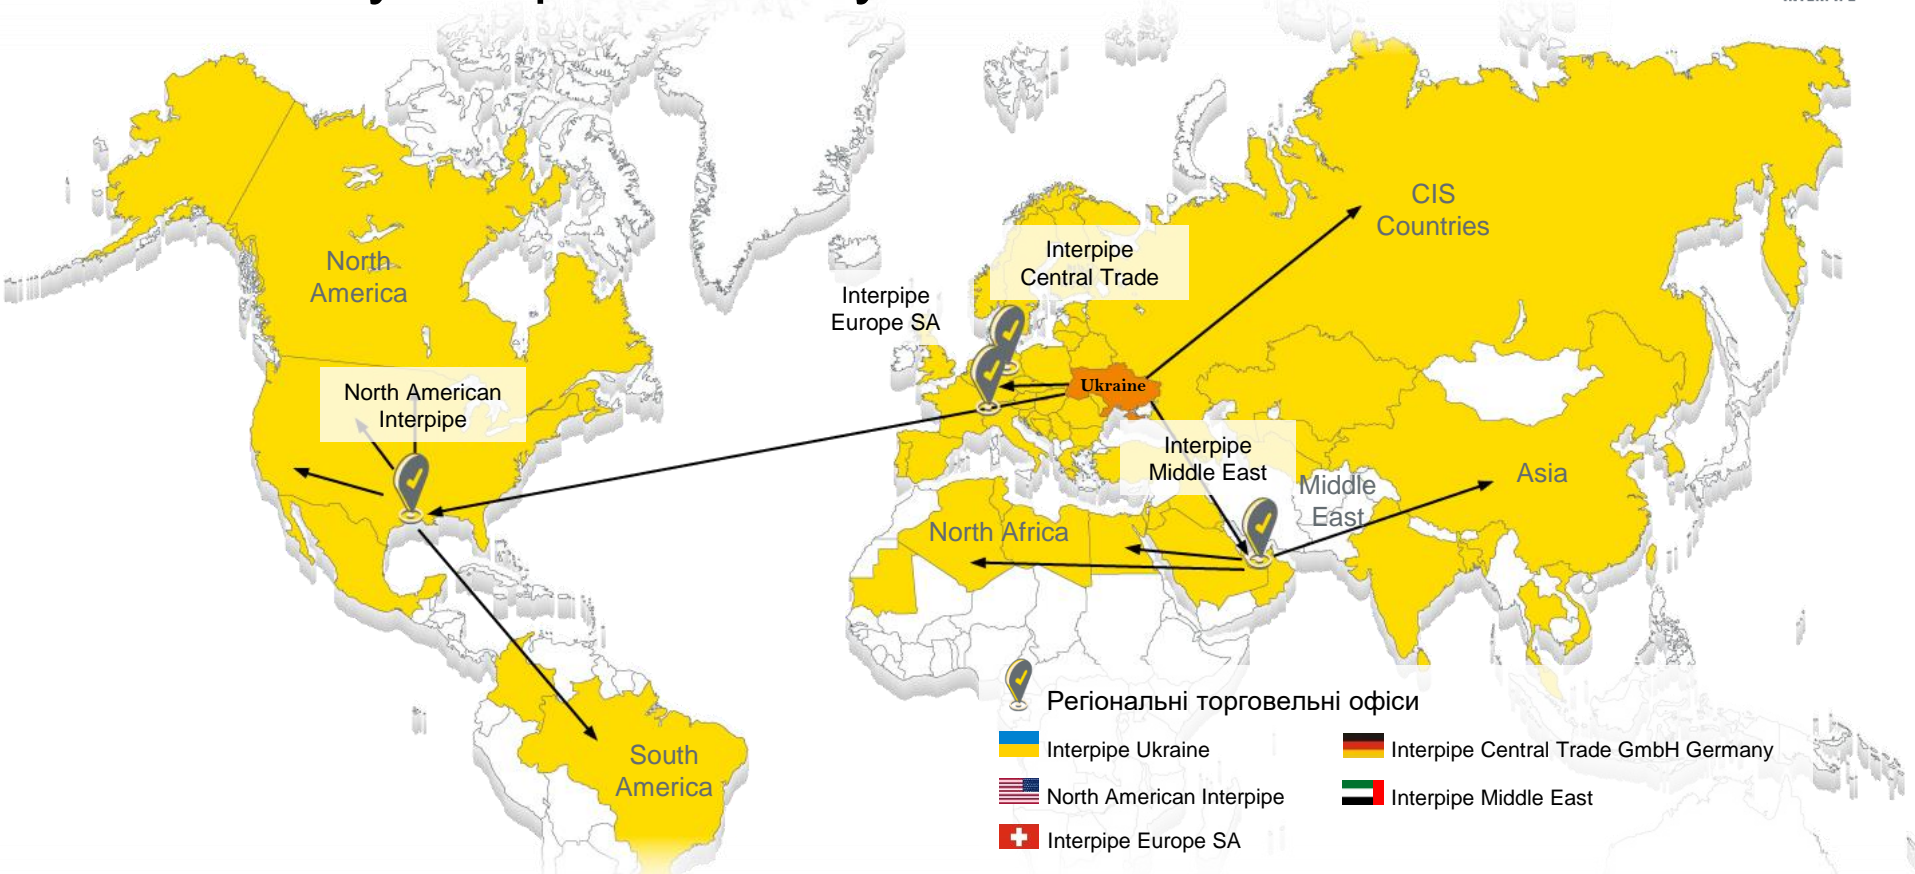 CIS
Countries
Interpipe
Central Trade
North
America
Interpipe
Europe SA
North American
Interpipe
Ukraine
Interpipe
Middle East
Asia
Middle
East
North Africa
Регіональні торговельні офіси
South
America
Interpipe Ukraine
Interpipe Central Trade GmbH Germany
North American Interpipe
Interpipe Middle East
Interpipe Europe SA